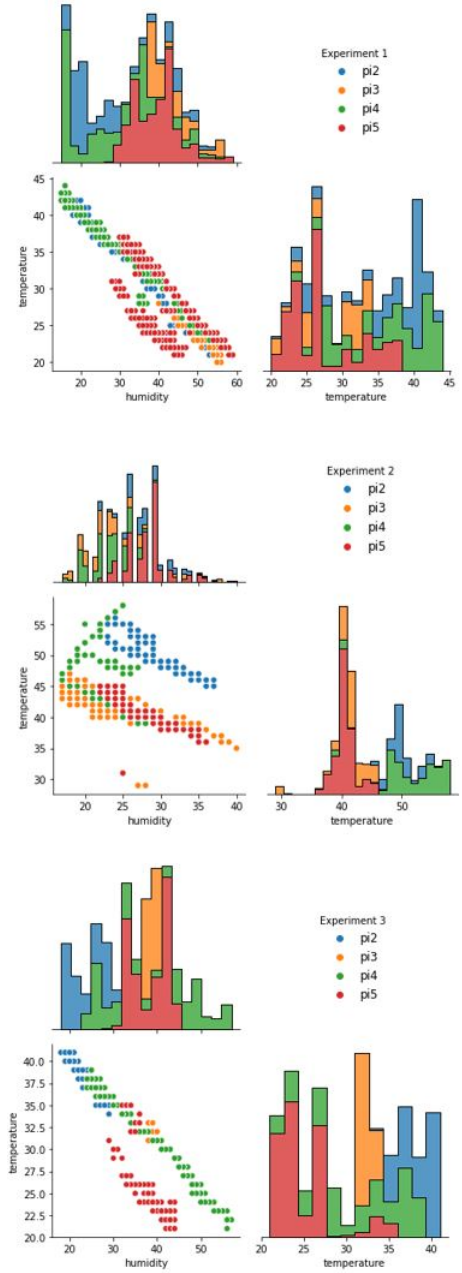 Experiment 1
pi2
pi3
pi4
pi5
45
40
35
30
25
20
temperature
20 30 40 50 60
humidity
20 25 30 35 40 45
temperature
Experiment 2
pi2
pi3
pi4
pi5
55
50
45
40
35
30
temperature
20 25 30 35 40
humidity
30 40 50
temperature
Experiment 3
pi2
pi3
pi4
pi5
40.0
37.5
35.0
32.5
30.0
27.5
25.0
22.5
20.0
temperature
20 30 40 50
humidity
20 25 30 35 40
temperature